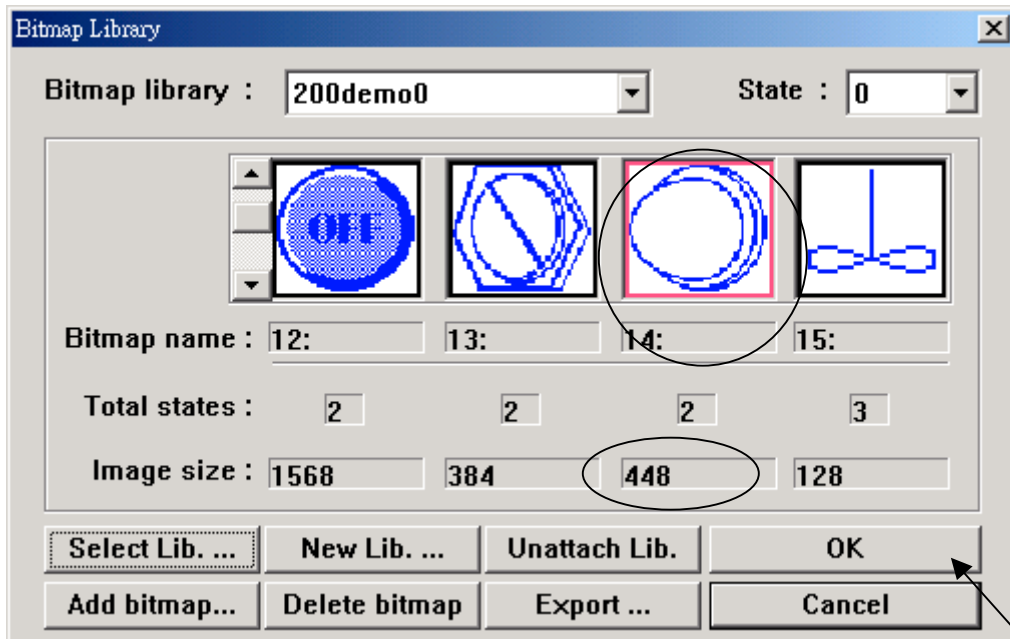 Bitmap Library
Bitmap library : 200demo0 State : 0
OFF
Bitmap name : 12: 13: 14: 15:
Total states : 2 2 2 3
Image size : 1568 384 448 128
Select Lib. ... New Lib. ... Unattach Lib. OK
Add bitmap... Delete bitmap Export ... Cancel